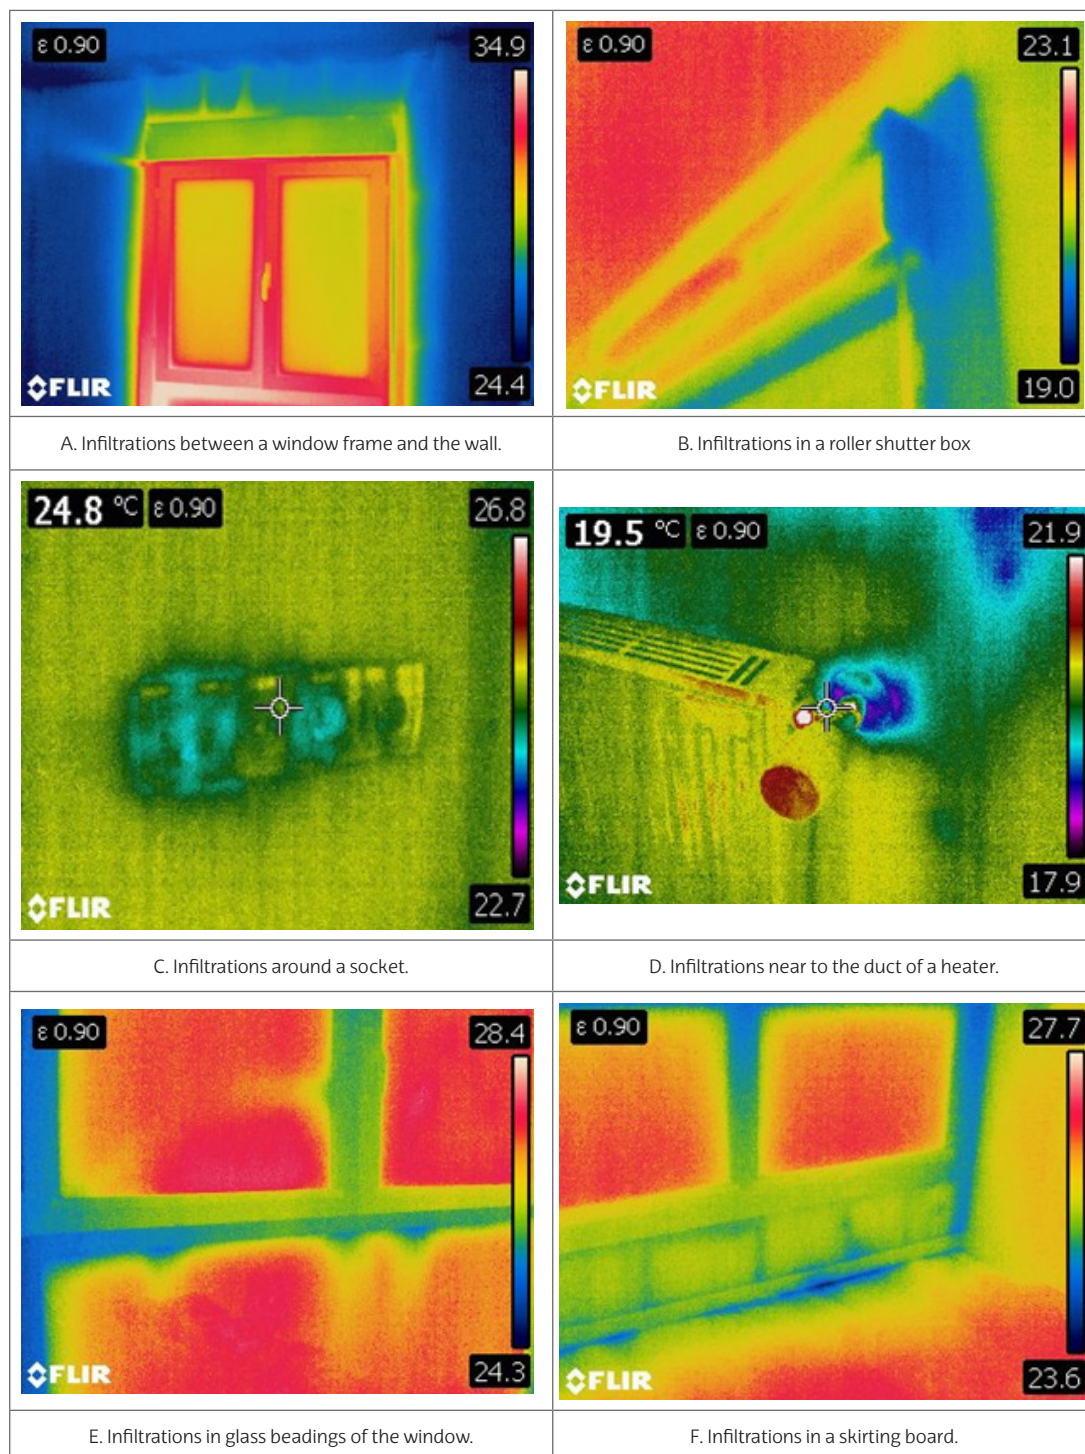 ε 0.90
34.9
24.4
FLIR
ε 0.90
23.1
19.0
FLIR
A. Infiltrations between a window frame and the wall.
B. Infiltrations in a roller shutter box
24.8 °C
ε 0.90
26.8
22.7
FLIR
19.5 °C
ε 0.90
21.9
17.9
FLIR
C. Infiltrations around a socket.
D. Infiltrations near to the duct of a heater.
ε 0.90
28.4
24.3
FLIR
ε 0.90
27.7
23.6
FLIR
E. Infiltrations in glass beadings of the window.
F. Infiltrations in a skirting board.